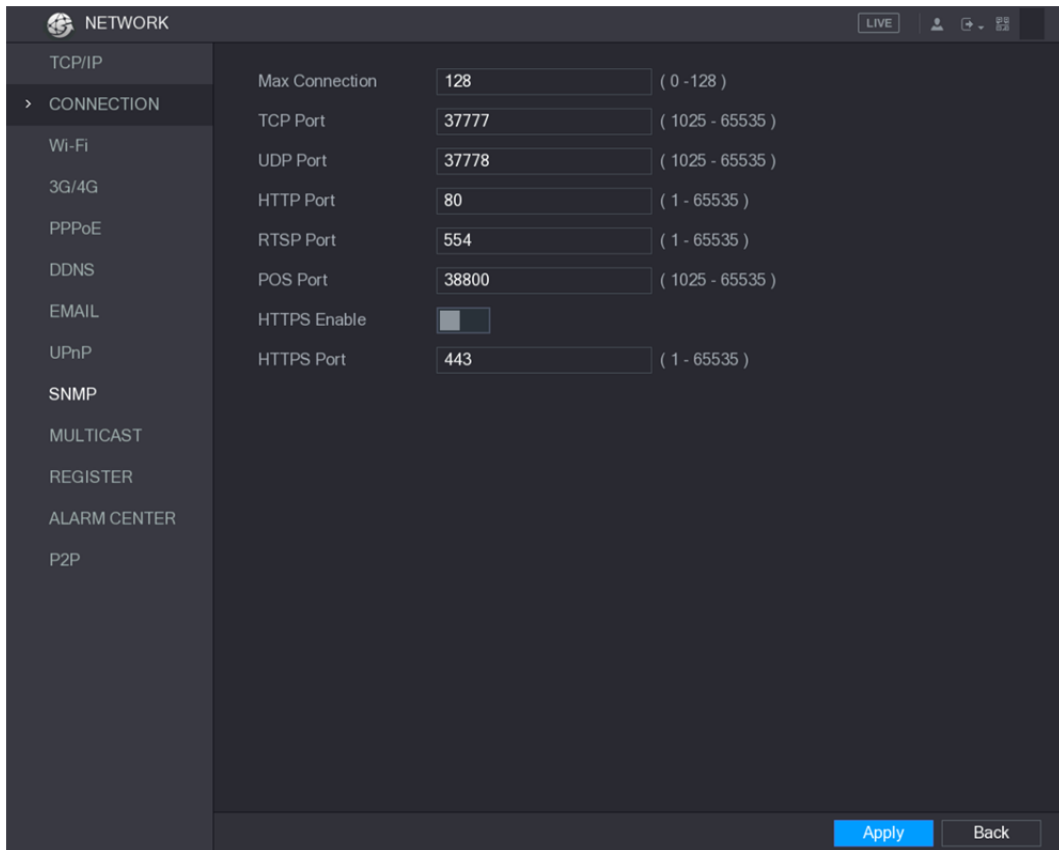 NETWORK LIVE
TCP/IP
CONNECTION
Wi-Fi
3G/4G
PPPoE
DDNS
EMAIL
UPnP
SNMP
MULTICAST
REGISTER
ALARM CENTER
P2P
Max Connection 128 ( 0 -128 )
TCP Port 37777 ( 1025 - 65535 )
UDP Port 37778 ( 1025 - 65535 )
HTTP Port 80 ( 1 - 65535 )
RTSP Port 554 ( 1 - 65535 )
POS Port 38800 ( 1025 - 65535 )
HTTPS Enable
HTTPS Port 443 ( 1 - 65535 )
Apply Back